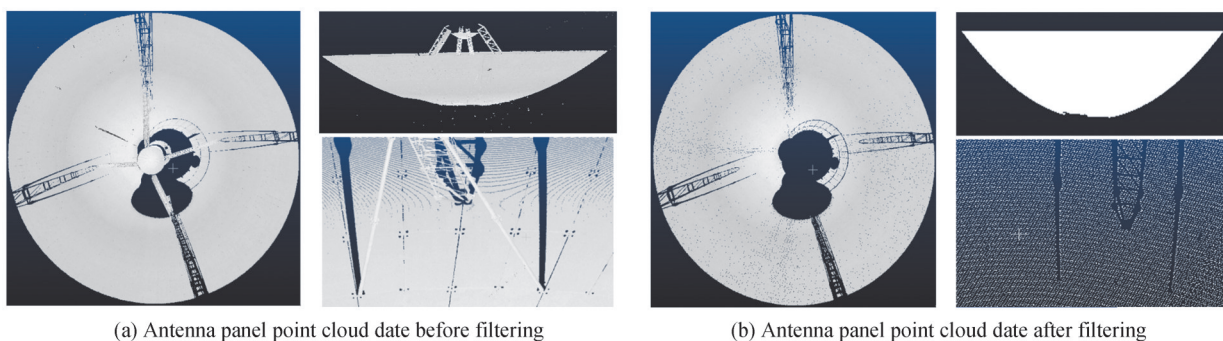 (a) Antenna panel point cloud date before filtering
(b) Antenna panel point cloud date after filtering